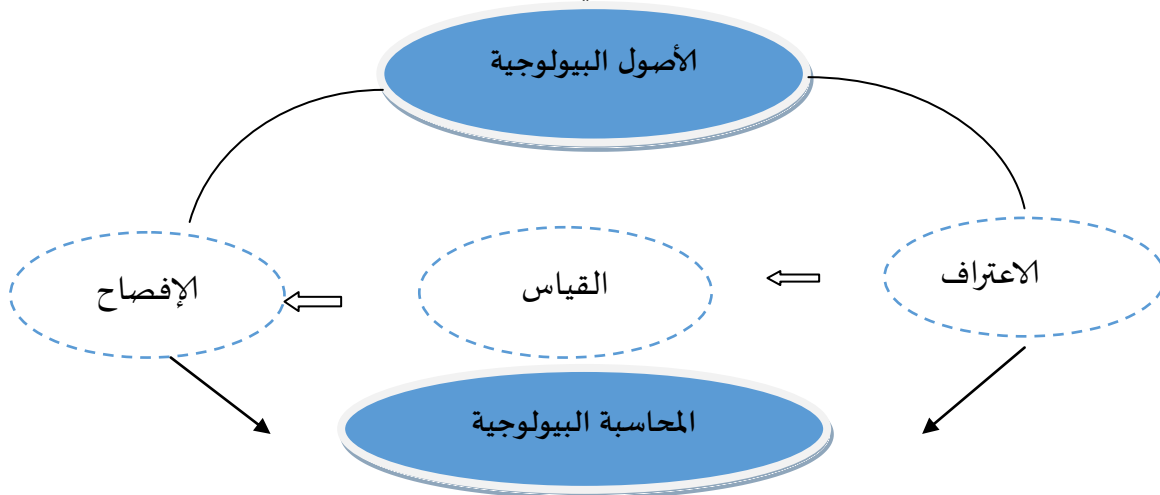 الأصول البيولوجية
الاعتراف
القياس
الإفصاح
المحاسبة البيولوجية